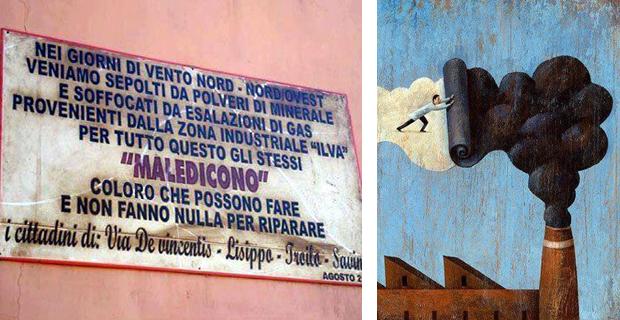 NEI GIORNI DI VENTO NORD - NORD/OVEST
VENIAMO SEPOLTI DA POLVERI DI MINERALE
E SOFFOCATI DA ESALAZIONI DI GAS
PROVENIENTI DALLA ZONA INDUSTRIALE "ILVA"
PER TUTTO QUESTO GLI STESSI
"MALEDICONO"
COLORO CHE POSSONO FARE
E NON FANNO NULLA PER RIPARARE
i cittadini di: Via De vincentis - Lisippo - Troilo - Savin
AGOSTO 2